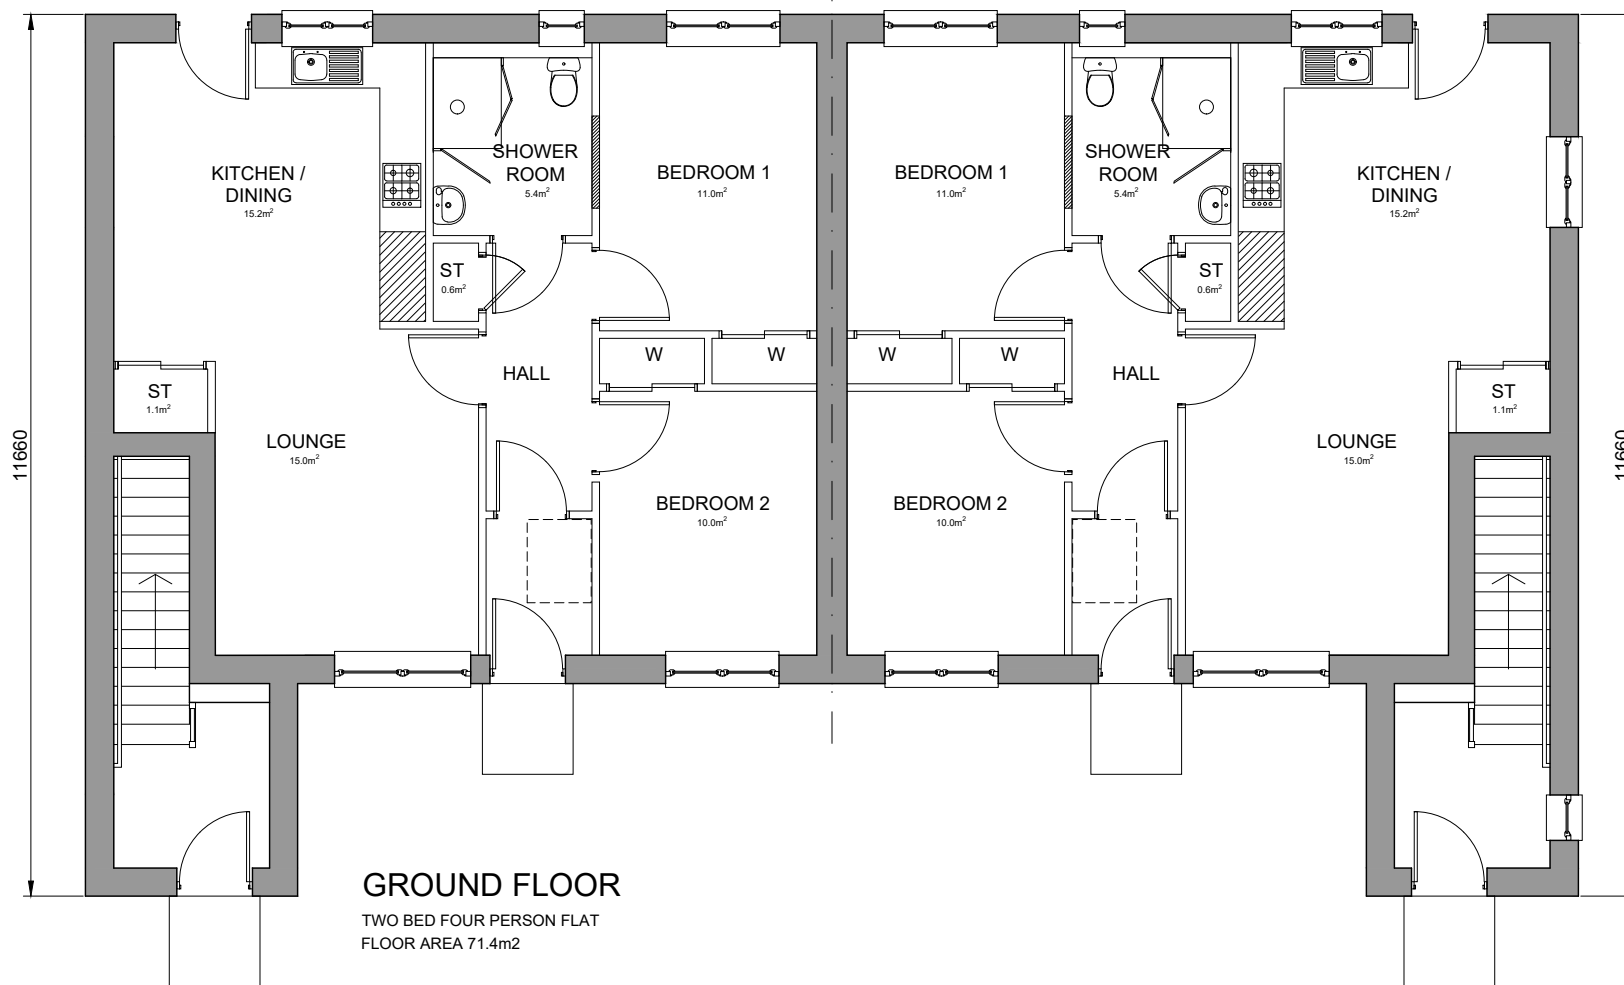 KITCHEN /
DINING
15.2m²
SHOWER
ROOM
5.4m²
BEDROOM 1
11.0m²
BEDROOM 1
11.0m²
SHOWER
ROOM
5.4m²
KITCHEN /
DINING
15.2m²
ST
0.6m²
ST
0.6m²
HALL
W
W
W
W
HALL
ST
1.1m²
ST
1.1m²
11660
LOUNGE
15.0m²
LOUNGE
15.0m²
11660
BEDROOM 2
10.0m²
BEDROOM 2
10.0m²
GROUND FLOOR
TWO BED FOUR PERSON FLAT
FLOOR AREA 71.4m2